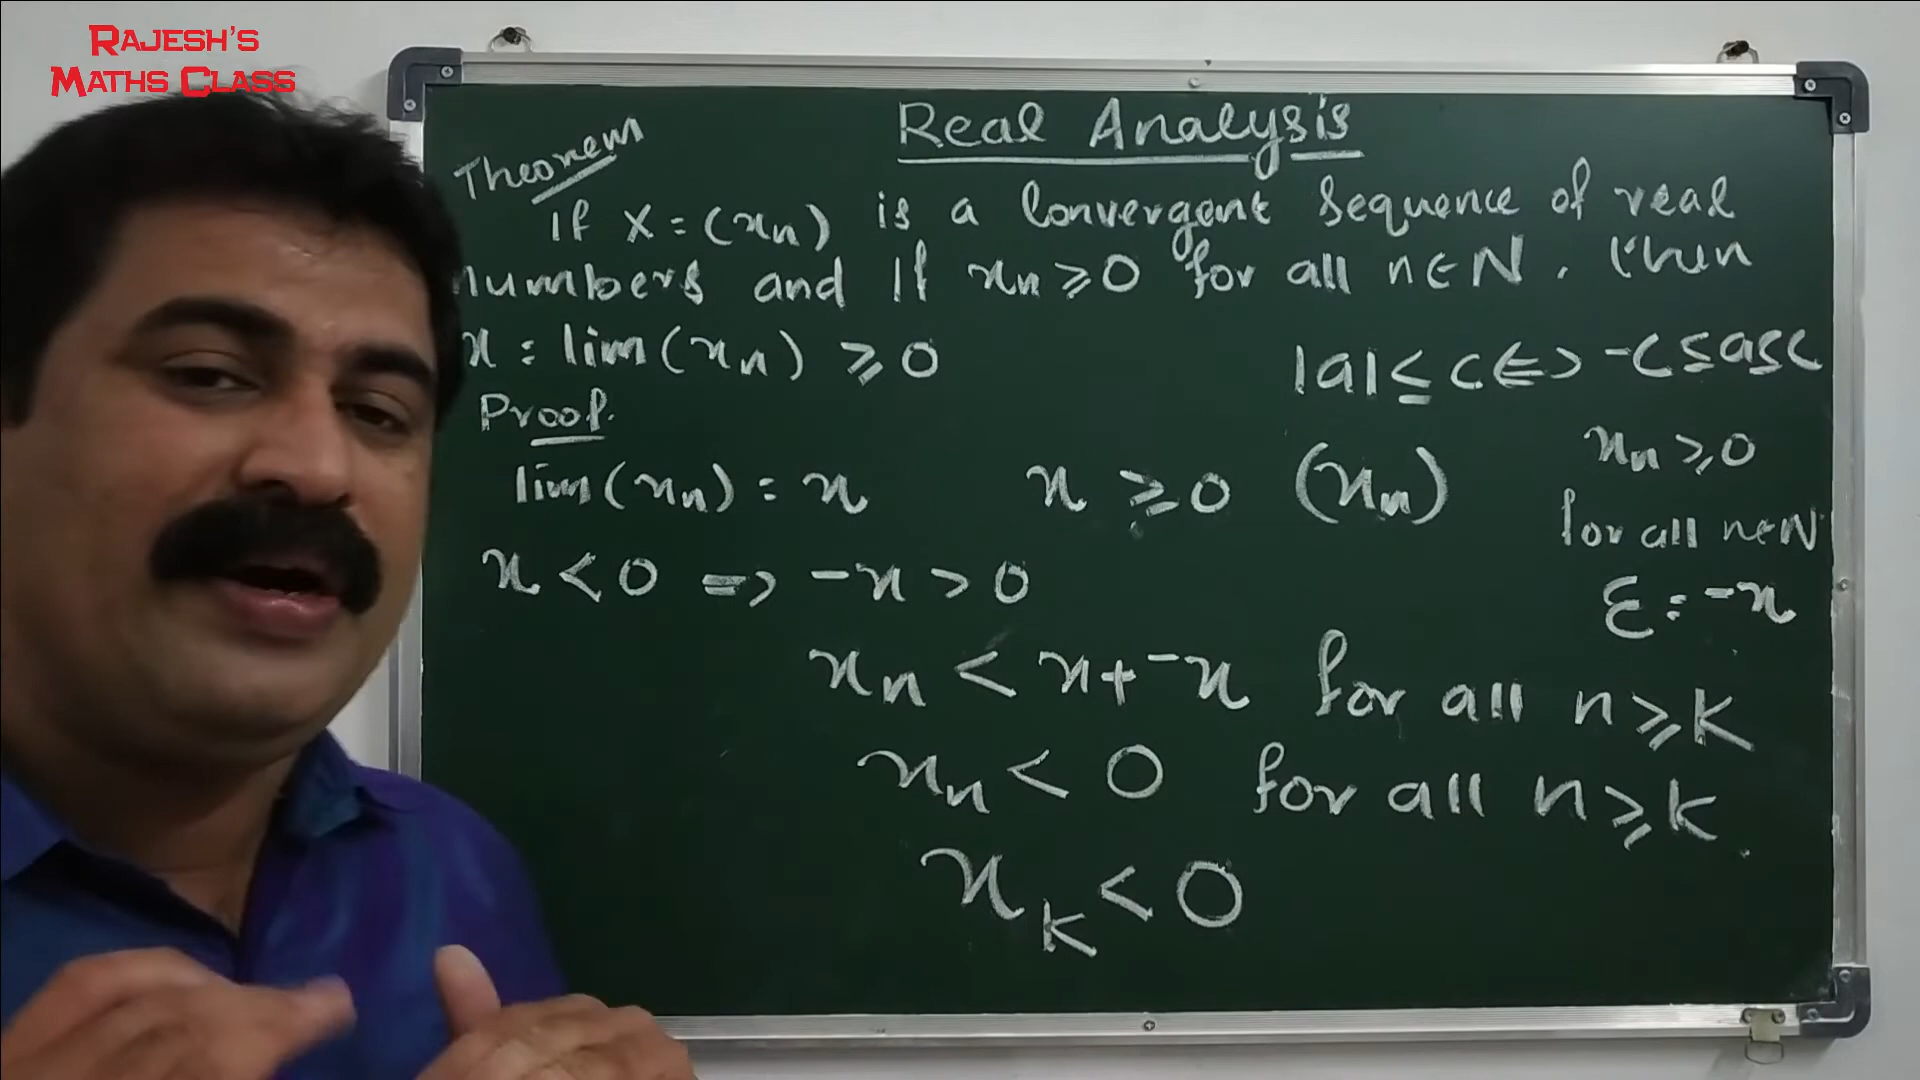 RAJESH'S
MATHS CLASS
Real Analysis
Theorem
If X = (xn) is a Convergent Sequence of real
numbers and If xn ≥ 0 for all n ∈ N, then
x = lim(xn) ≥ 0
|a| ≤ c ⇔ -c ≤ a ≤ c
Proof.
lim(xn) = x x ≥ 0 (xn)
xn ≥ 0
for all n∈N
x < 0 ⇒ -x > 0
ε = -x
xn < x + -x for all n ≥ K
xn < 0 for all n ≥ K.
xK < 0